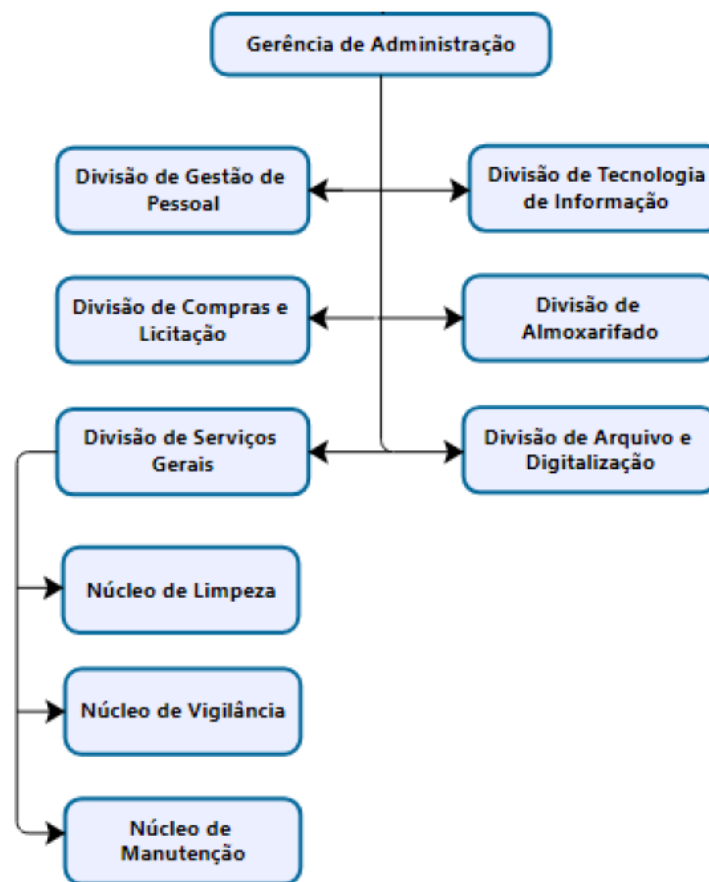 Gerência de Administração
Divisão de Gestão de
Pessoal
Divisão de Tecnologia
de Informação
Divisão de Compras e
Licitação
Divisão de
Almoxarifado
Divisão de Serviços
Gerais
Divisão de Arquivo e
Digitalização
Núcleo de Limpeza
Núcleo de Vigilância
Núcleo de
Manutenção